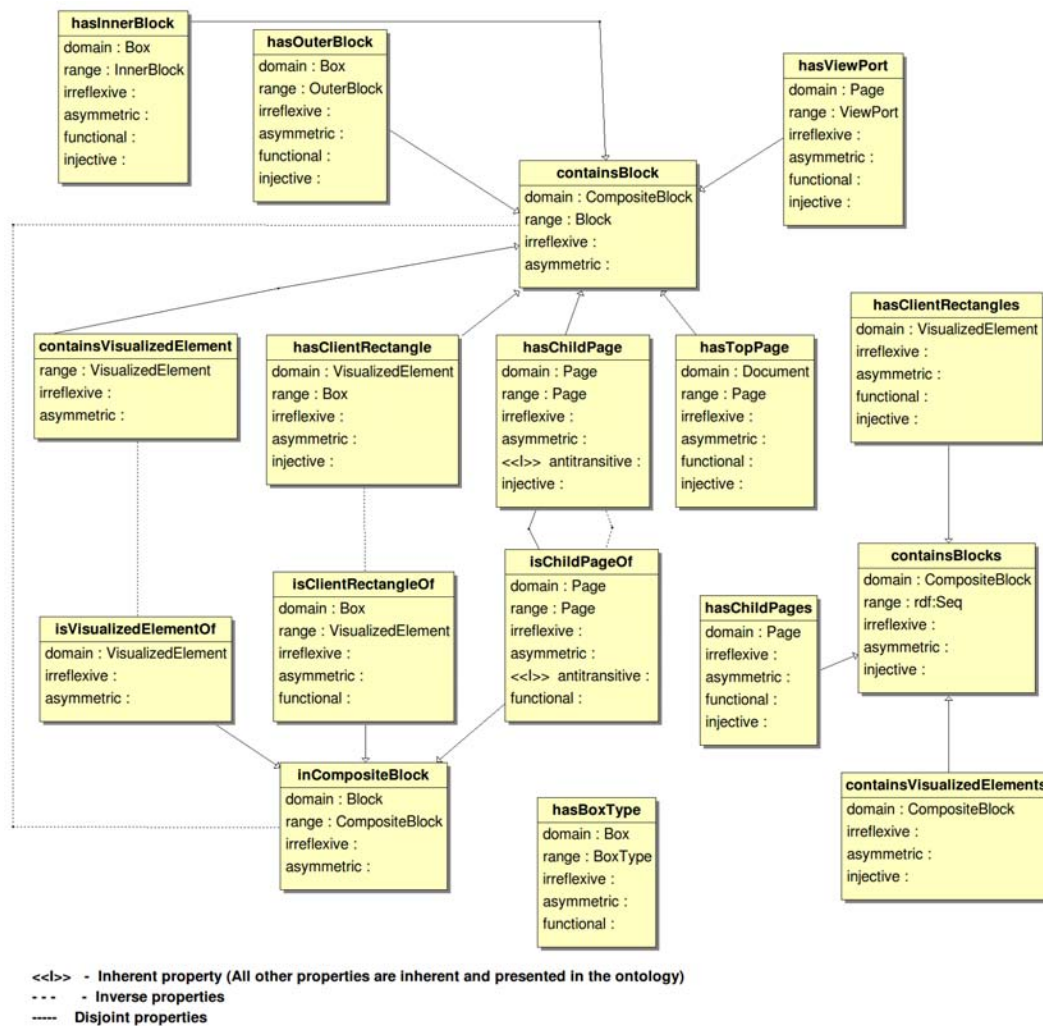 hasInnerBlock
domain : Box
range : InnerBlock
irreflexive :
asymmetric :
functional :
injective :
hasOuterBlock
domain : Box
range : OuterBlock
irreflexive :
asymmetric :
functional :
injective :
hasViewPort
domain : Page
range : ViewPort
irreflexive :
asymmetric :
functional :
injective :
containsBlock
domain : CompositeBlock
range : Block
irreflexive :
asymmetric :
containsVisualizedElement
range : VisualizedElement
irreflexive :
asymmetric :
hasClientRectangle
domain : VisualizedElement
range : Box
irreflexive :
asymmetric :
injective :
hasChildPage
domain : Page
range : Page
irreflexive :
asymmetric :
<<I>> antitransitive :
injective :
hasTopPage
domain : Document
range : Page
irreflexive :
asymmetric :
functional :
injective :
hasClientRectangles
domain : VisualizedElement
irreflexive :
asymmetric :
functional :
injective :
isVisualizedElementOf
domain : VisualizedElement
irreflexive :
asymmetric :
isClientRectangleOf
domain : Box
range : VisualizedElement
irreflexive :
asymmetric :
functional :
isChildPageOf
domain : Page
range : Page
irreflexive :
asymmetric :
<<I>> antitransitive :
functional :
hasChildPages
domain : Page
irreflexive :
asymmetric :
functional :
injective :
containsBlocks
domain : CompositeBlock
range : rdf:Seq
irreflexive :
asymmetric :
injective :
inCompositeBlock
domain : Block
range : CompositeBlock
irreflexive :
asymmetric :
hasBoxType
domain : Box
range : BoxType
irreflexive :
asymmetric :
functional :
containsVisualizedElements
domain : CompositeBlock
irreflexive :
asymmetric :
injective :
<<I>> - Inherent property (All other properties are inherent and presented in the ontology)
- - - - Inverse properties
----- Disjoint properties